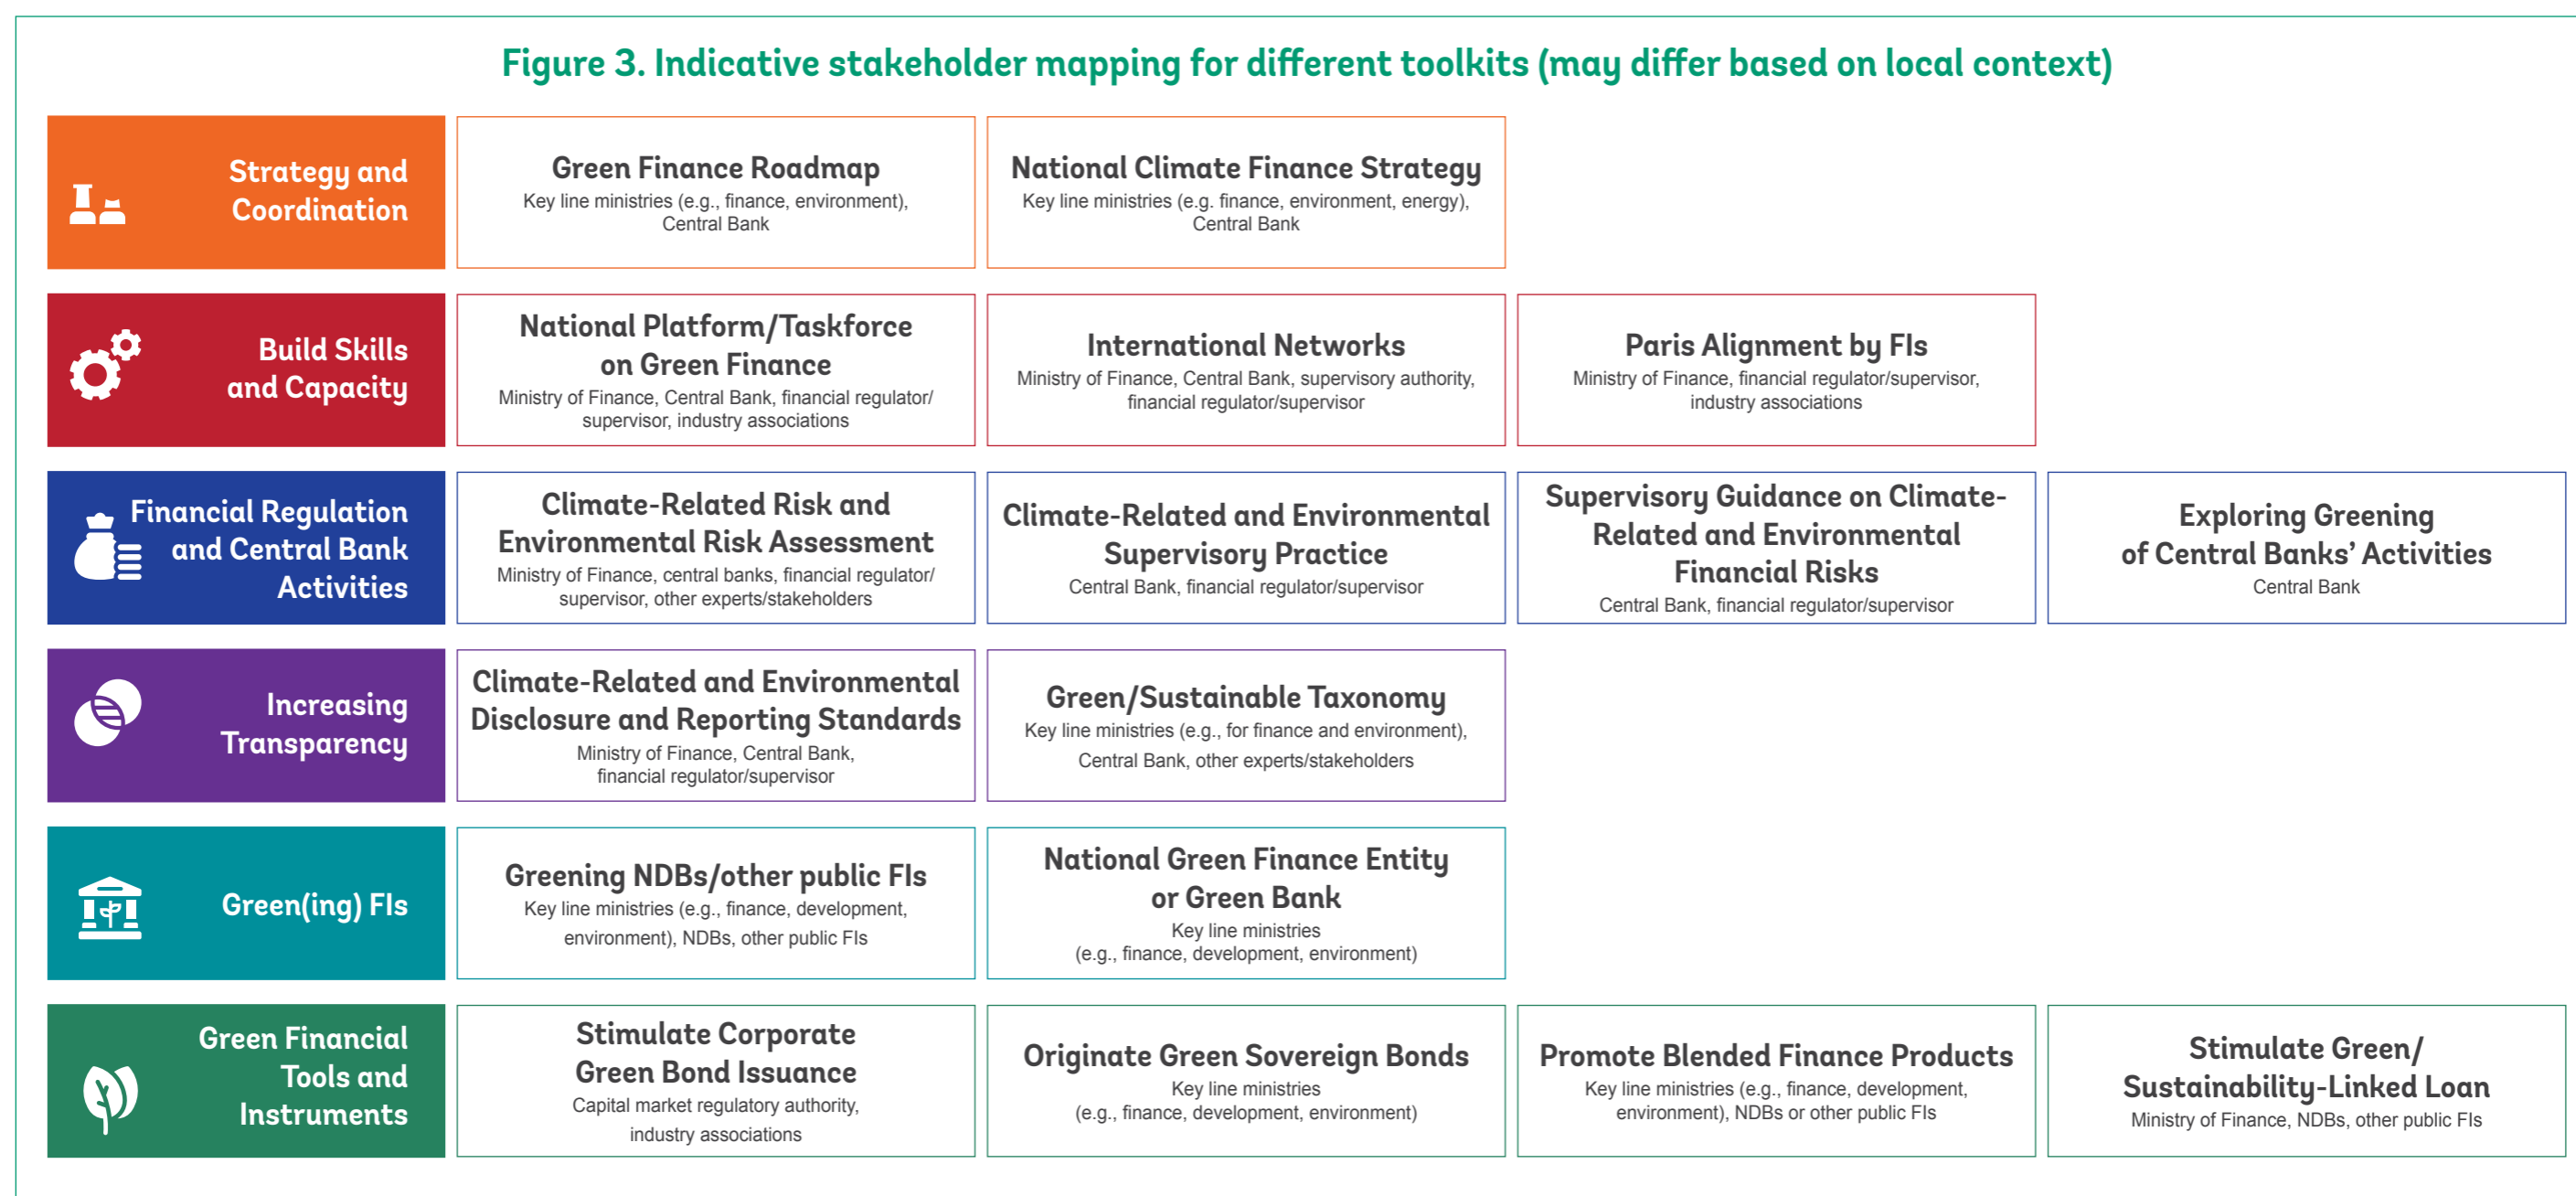 Figure 3. Indicative stakeholder mapping for different toolkits (may differ based on local context)
Strategy and
Coordination
Green Finance Roadmap
Key line ministries (e.g., finance, environment),
Central Bank
National Climate Finance Strategy
Key line ministries (e.g. finance, environment, energy),
Central Bank
Build Skills
and Capacity
National Platform/Taskforce
on Green Finance
Ministry of Finance, Central Bank, financial regulator/
supervisor, industry associations
International Networks
Ministry of Finance, Central Bank, supervisory authority,
financial regulator/supervisor
Paris Alignment by FIs
Ministry of Finance, financial regulator/supervisor,
industry associations
Financial Regulation
and Central Bank
Activities
Climate-Related Risk and
Environmental Risk Assessment
Ministry of Finance, central banks, financial regulator/
supervisor, other experts/stakeholders
Climate-Related and Environmental
Supervisory Practice
Central Bank, financial regulator/supervisor
Supervisory Guidance on Climate-
Related and Environmental
Financial Risks
Central Bank, financial regulator/supervisor
Exploring Greening
of Central Banks’ Activities
Central Bank
Increasing
Transparency
Climate-Related and Environmental
Disclosure and Reporting Standards
Ministry of Finance, Central Bank,
financial regulator/supervisor
Green/Sustainable Taxonomy
Key line ministries (e.g., for finance and environment),
Central Bank, other experts/stakeholders
Green(ing) FIs
Greening NDBs/other public FIs
Key line ministries (e.g., finance, development,
environment), NDBs, other public FIs
National Green Finance Entity
or Green Bank
Key line ministries
(e.g., finance, development, environment)
Green Financial
Tools and
Instruments
Stimulate Corporate
Green Bond Issuance
Capital market regulatory authority,
industry associations
Originate Green Sovereign Bonds
Key line ministries
(e.g., finance, development, environment)
Promote Blended Finance Products
Key line ministries (e.g., finance, development,
environment), NDBs or other public FIs
Stimulate Green/
Sustainability-Linked Loan
Ministry of Finance, NDBs, other public FIs